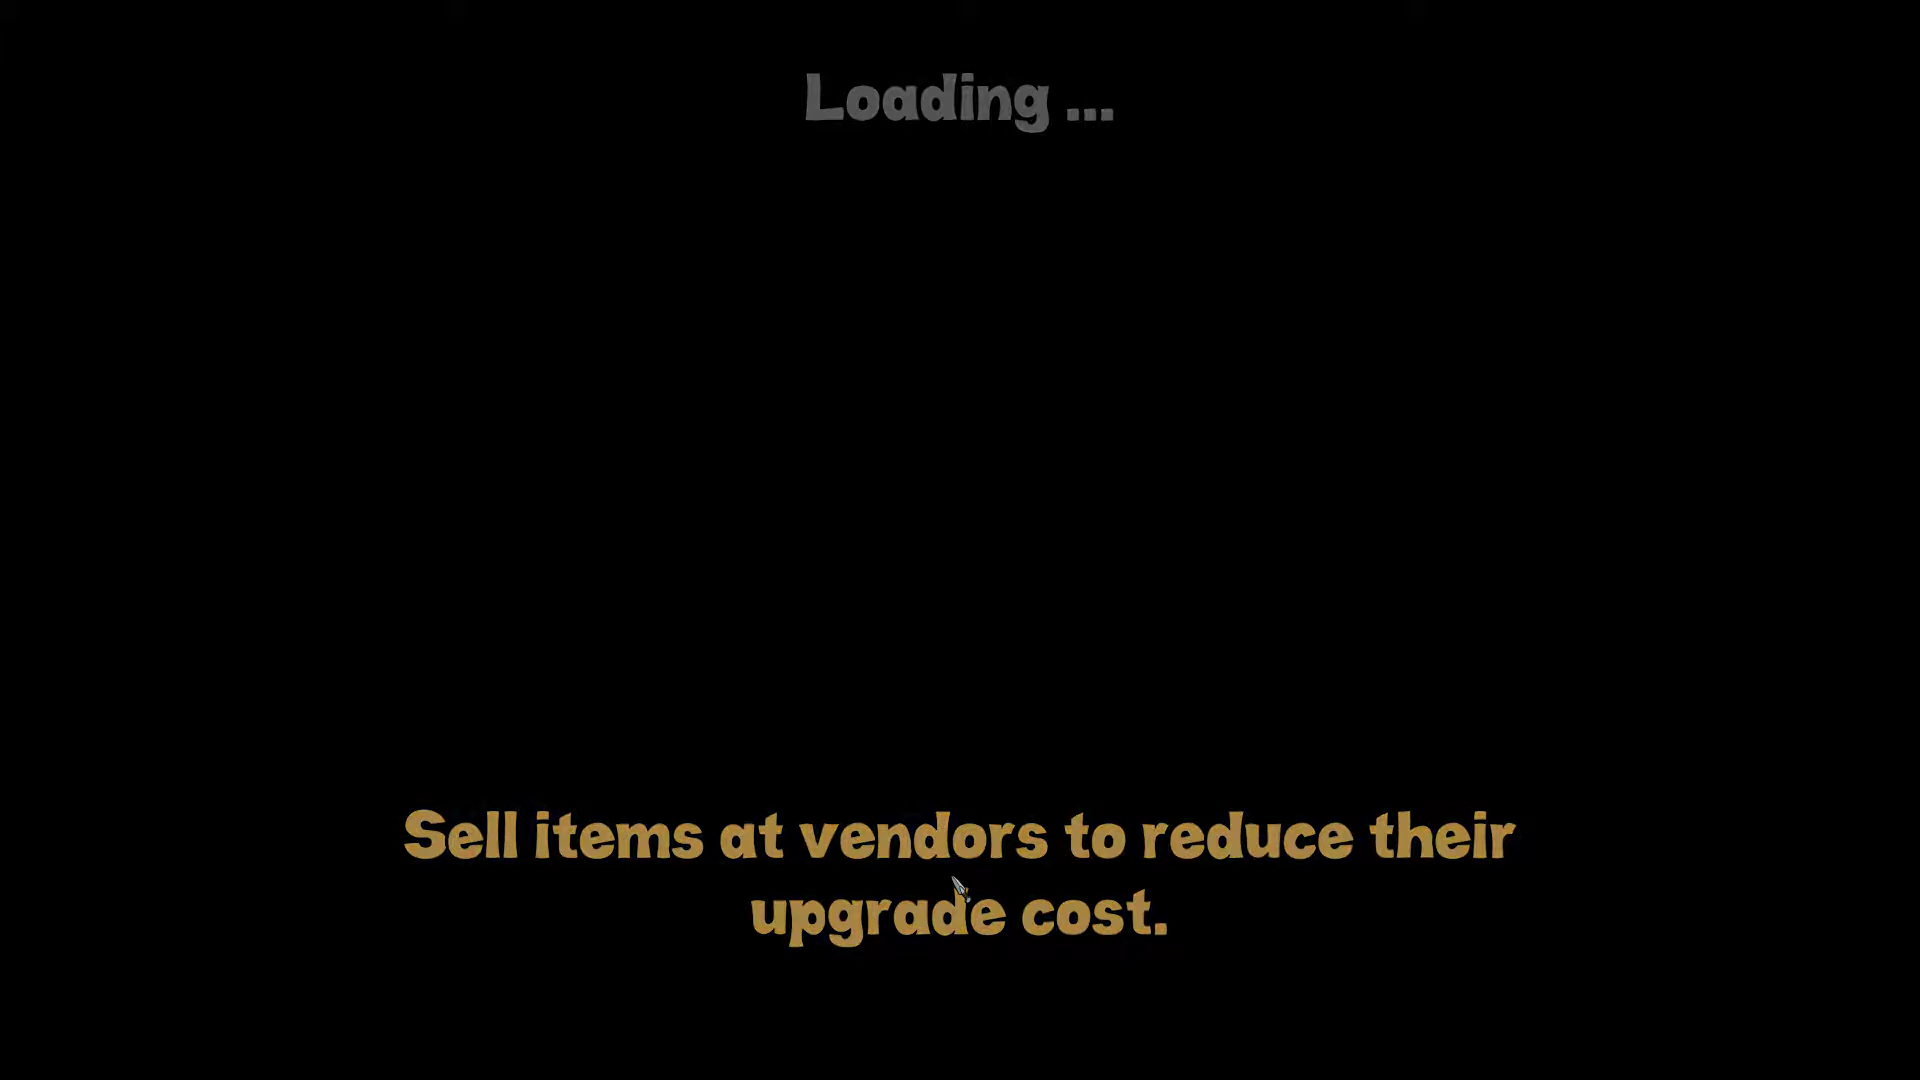 Loading ...
Sell items at vendors to reduce their
upgrade cost.